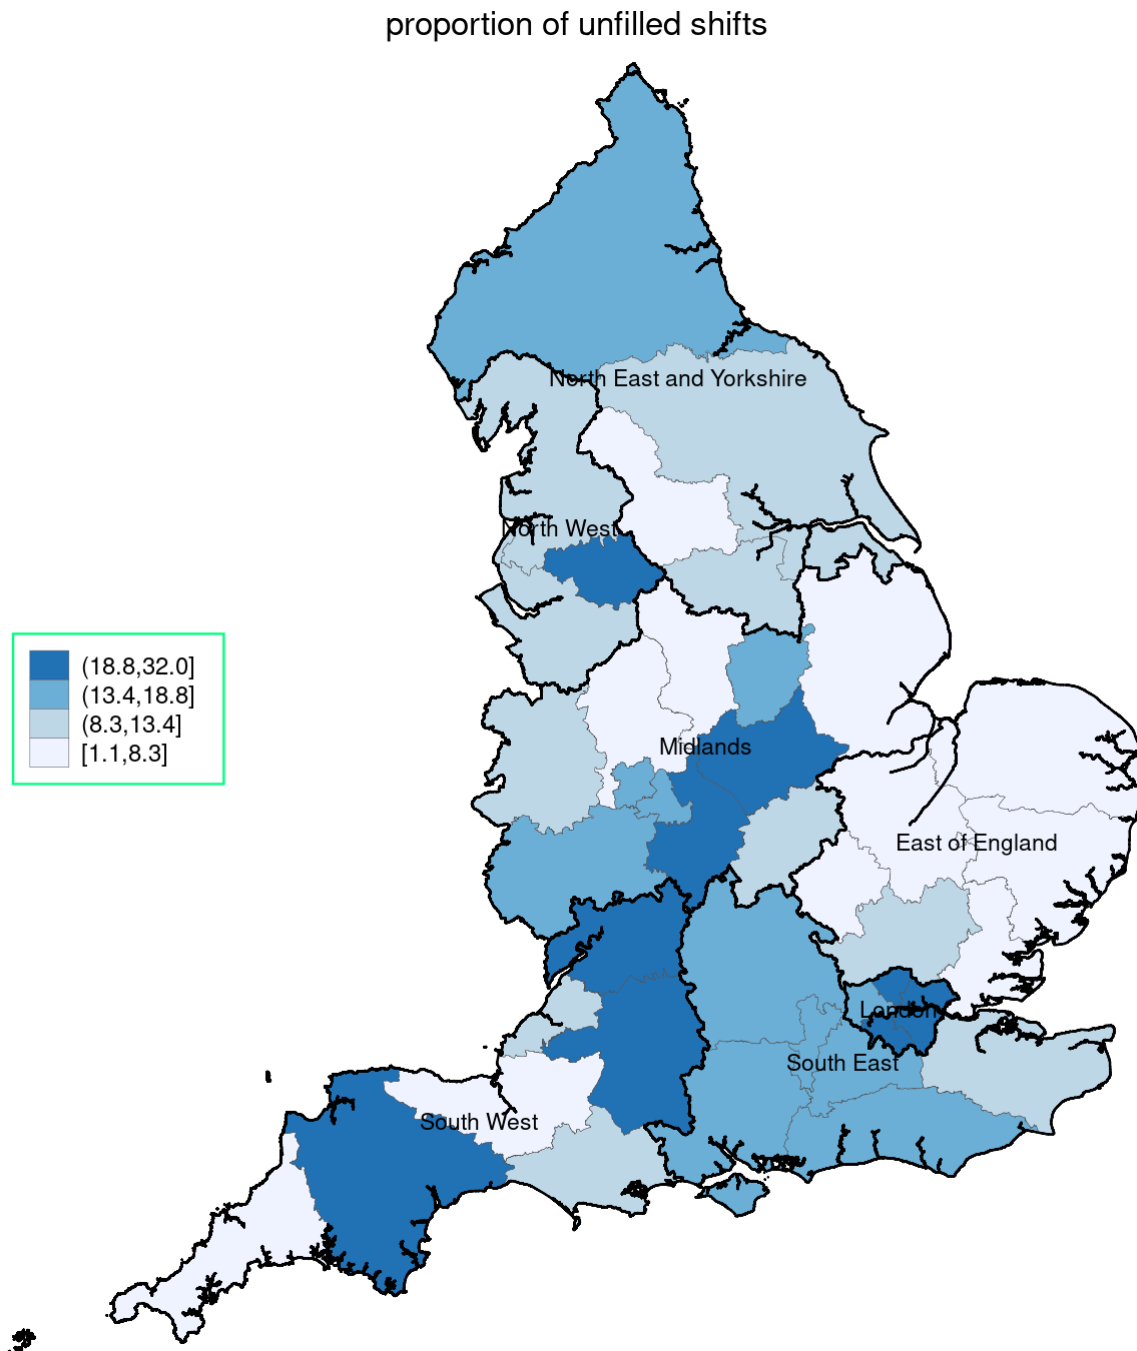 proportion of unfilled shifts
North East and Yorkshire
North West
(18.8,32.0]
(13.4,18.8]
(8.3,13.4]
[1.1,8.3]
Midlands
East of England
London
South East
South West